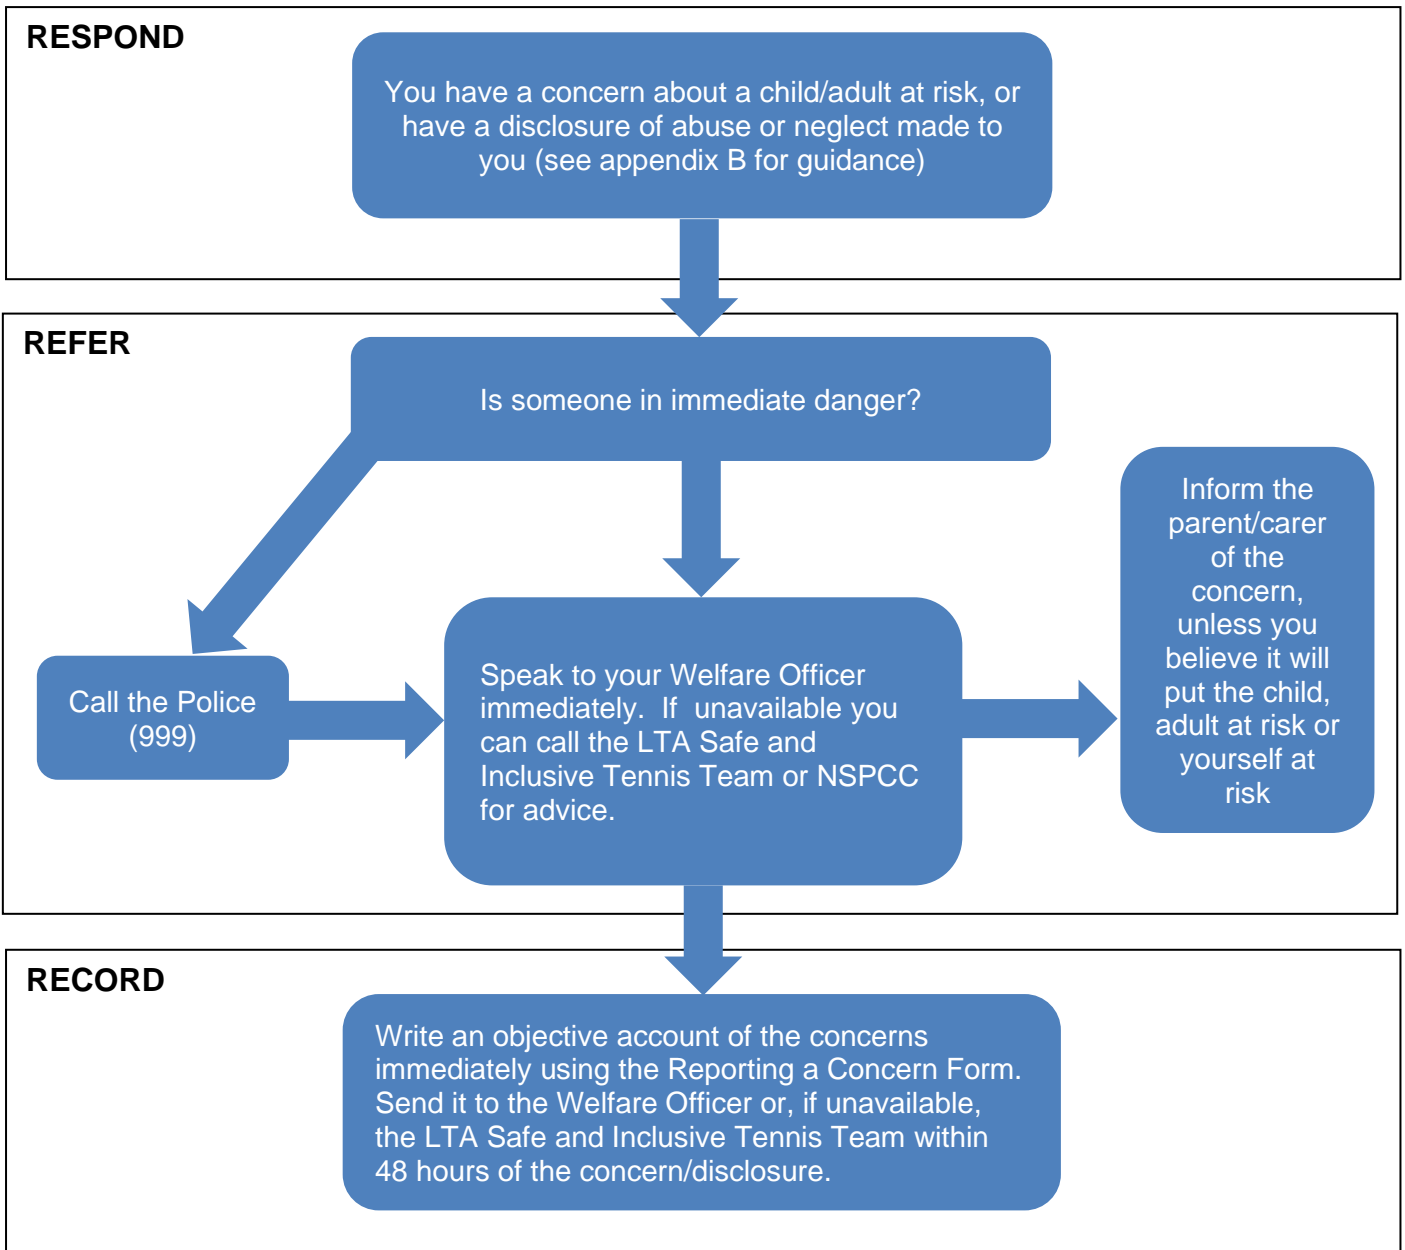 RESPOND
You have a concern about a child/adult at risk, or
have a disclosure of abuse or neglect made to
you (see appendix B for guidance)
REFER
Is someone in immediate danger?
Call the Police
(999)
Speak to your Welfare Officer
immediately.  If  unavailable you
can call the LTA Safe and
Inclusive Tennis Team or NSPCC
for advice.
Inform the
parent/carer
of the
concern,
unless you
believe it will
put the child,
adult at risk or
yourself at
risk
RECORD
Write an objective account of the concerns
immediately using the Reporting a Concern Form.
Send it to the Welfare Officer or, if unavailable,
the LTA Safe and Inclusive Tennis Team within
48 hours of the concern/disclosure.